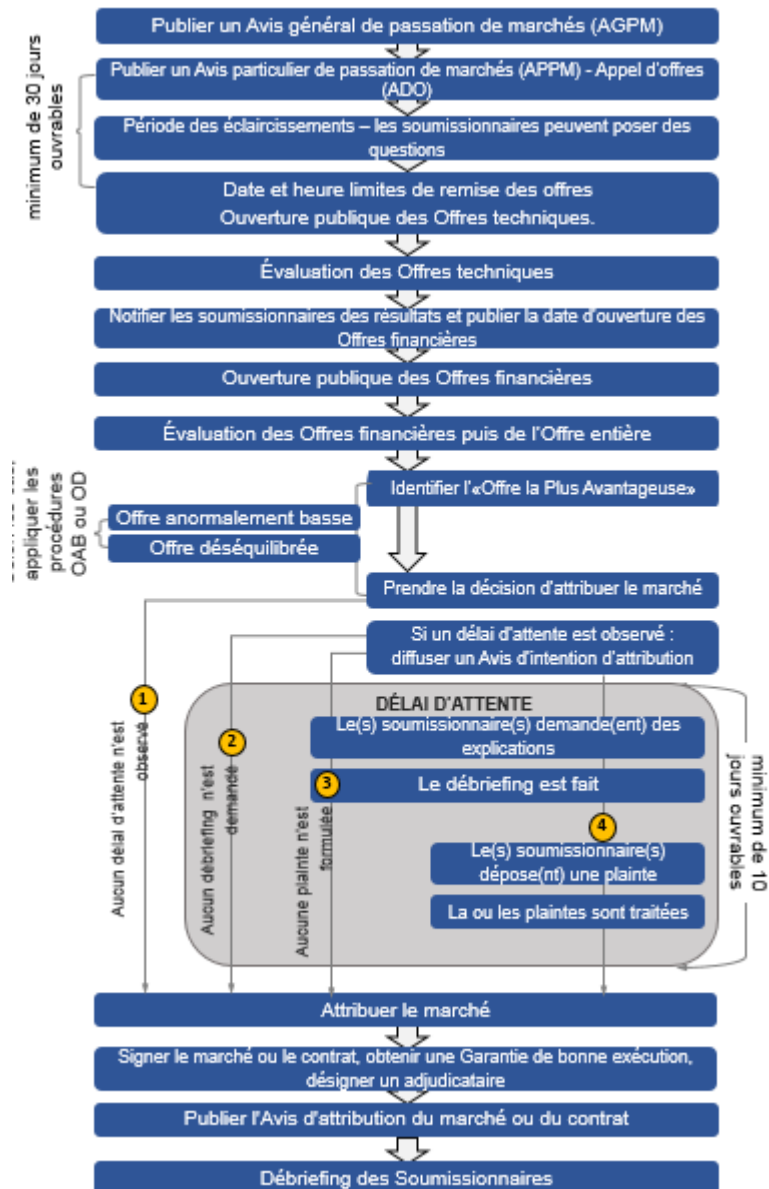 Publier un Avis général de passation de marchés (AGPM)
minimum de 30 jours
ouvrables
Publier un Avis particulier de passation de marchés (APPM) - Appel d'offres
(ADO)
Période des éclaircissements – les soumissionnaires peuvent poser des
questions
Date et heure limites de remise des offres
Ouverture publique des Offres techniques.
Évaluation des Offres techniques
Notifier les soumissionnaires des résultats et publier la date d'ouverture des
Offres financières
Ouverture publique des Offres financières
Évaluation des Offres financières puis de l'Offre entière
appliquer les
procédures
OAB ou OD
Offre anormalement basse
Offre déséquilibrée
Identifier l'«Offre la Plus Avantageuse»
Prendre la décision d'attribuer le marché
Si un délai d'attente est observé :
diffuser un Avis d'intention d'attribution
1
Aucun délai d'attente n'est
observé
2
Aucun débriefing n'est
demandé
3
Aucune plainte n'est
formulée
DÉLAI D'ATTENTE
Le(s) soumissionnaire(s) demande(ent) des
explications
Le débriefing est fait
4
Le(s) soumissionnaire(s)
dépose(nt) une plainte
La ou les plaintes sont traitées
minimum de 10
jours ouvrables
Attribuer le marché
Signer le marché ou le contrat, obtenir une Garantie de bonne exécution,
désigner un adjudicataire
Publier l'Avis d'attribution du marché ou du contrat
Débriefing des Soumissionnaires